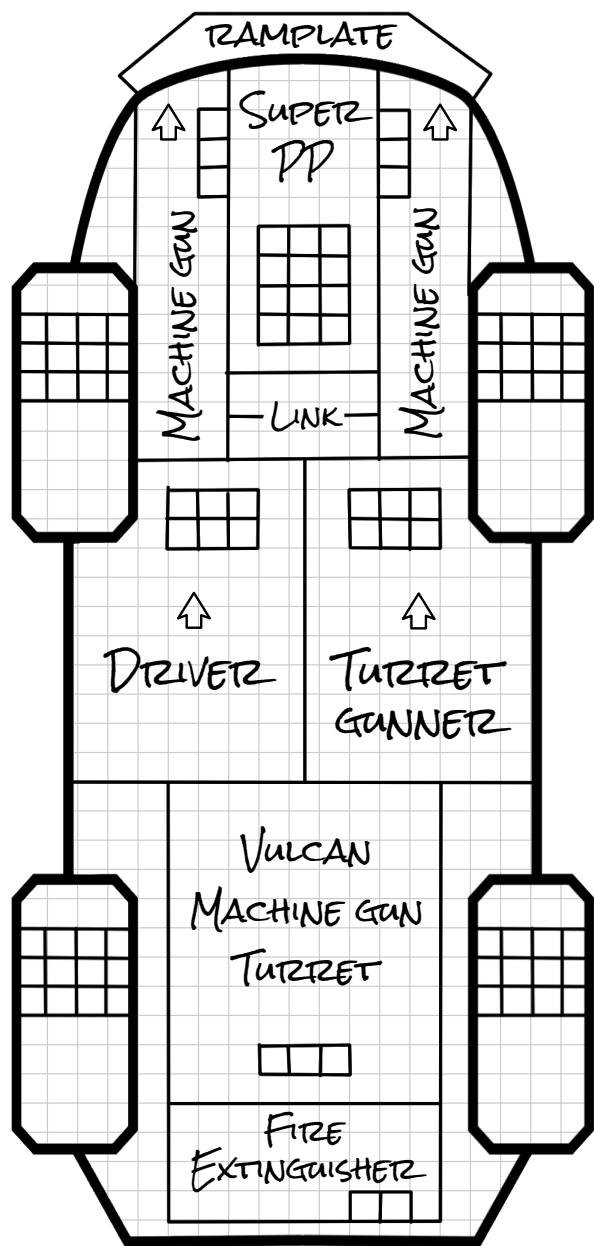 RAMPLATE
SUPER
PP
MACHINE GUN
MACHINE GUN
LINK
DRIVER
TURRET
GUNNER
VULCAN
MACHINE GUN
TURRET
FIRE
EXTINGUISHER